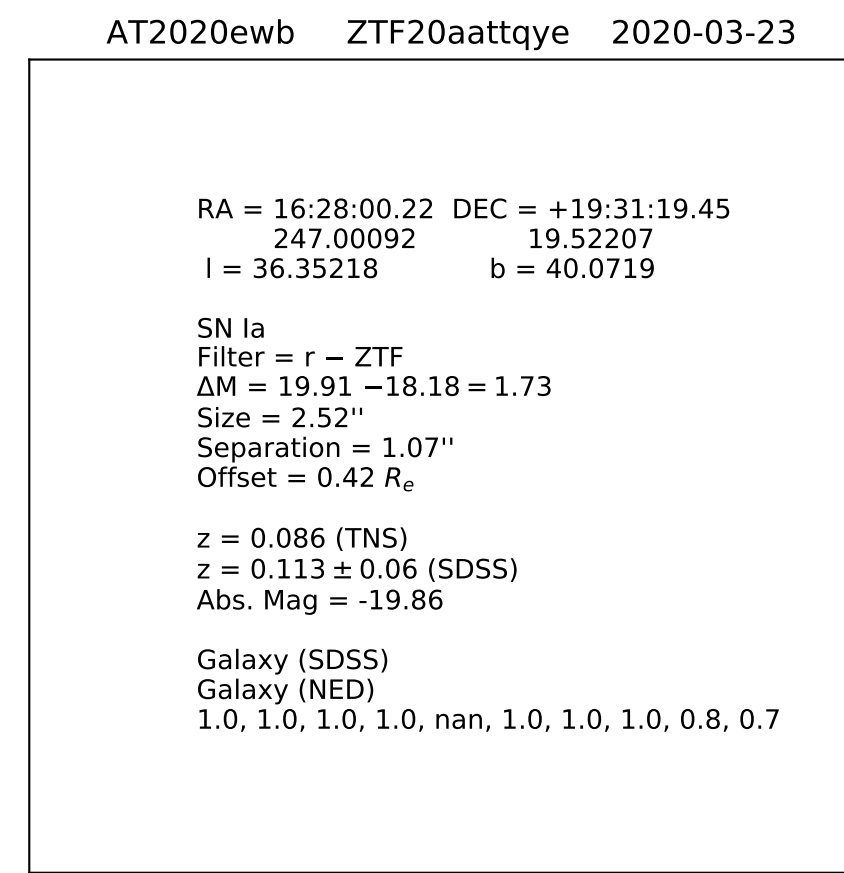 AT2020ewb ZTF20aattqye 2020-03-23
RA = 16:28:00.22 DEC = +19:31:19.45
247.00092 19.52207
l = 36.35218 b = 40.0719
SN Ia
Filter = r − ZTF
ΔM = 19.91 −18.18 = 1.73
Size = 2.52''
Separation = 1.07''
Offset = 0.42 Rₑ
z = 0.086 (TNS)
z = 0.113 ± 0.06 (SDSS)
Abs. Mag = -19.86
Galaxy (SDSS)
Galaxy (NED)
1.0, 1.0, 1.0, 1.0, nan, 1.0, 1.0, 1.0, 0.8, 0.7